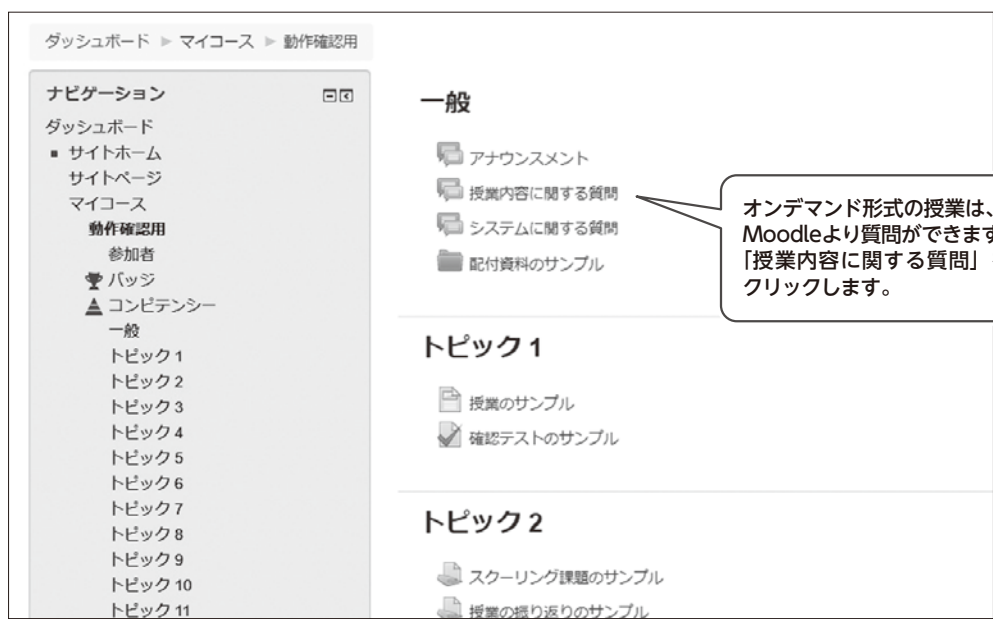 ダッシュボード ▶ マイコース ▶ 動作確認用
ナビゲーション
ダッシュボード
サイトホーム
サイトページ
マイコース
動作確認用
参加者
バッジ
コンピテンシー
一般
トピック 1
トピック 2
トピック 3
トピック 4
トピック 5
トピック 6
トピック 7
トピック 8
トピック 9
トピック 10
トピック 11
一般
アナウンスメント
授業内容に関する質問
システムに関する質問
配付資料のサンプル
オンデマンド形式の授業は、
Moodleより質問ができます
「授業内容に関する質問」
クリックします。
トピック 1
授業のサンプル
確認テストのサンプル
トピック 2
スクーリング課題のサンプル
授業の振り返りのサンプル